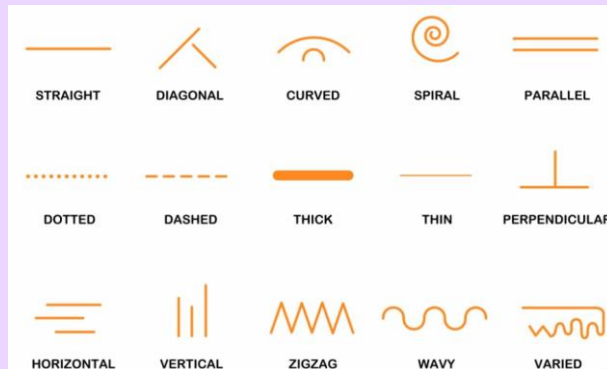 STRAIGHT DIAGONAL CURVED SPIRAL PARALLEL
DOTTED DASHED THICK THIN PERPENDICULAR
HORIZONTAL VERTICAL ZIGZAG WAVY VARIED